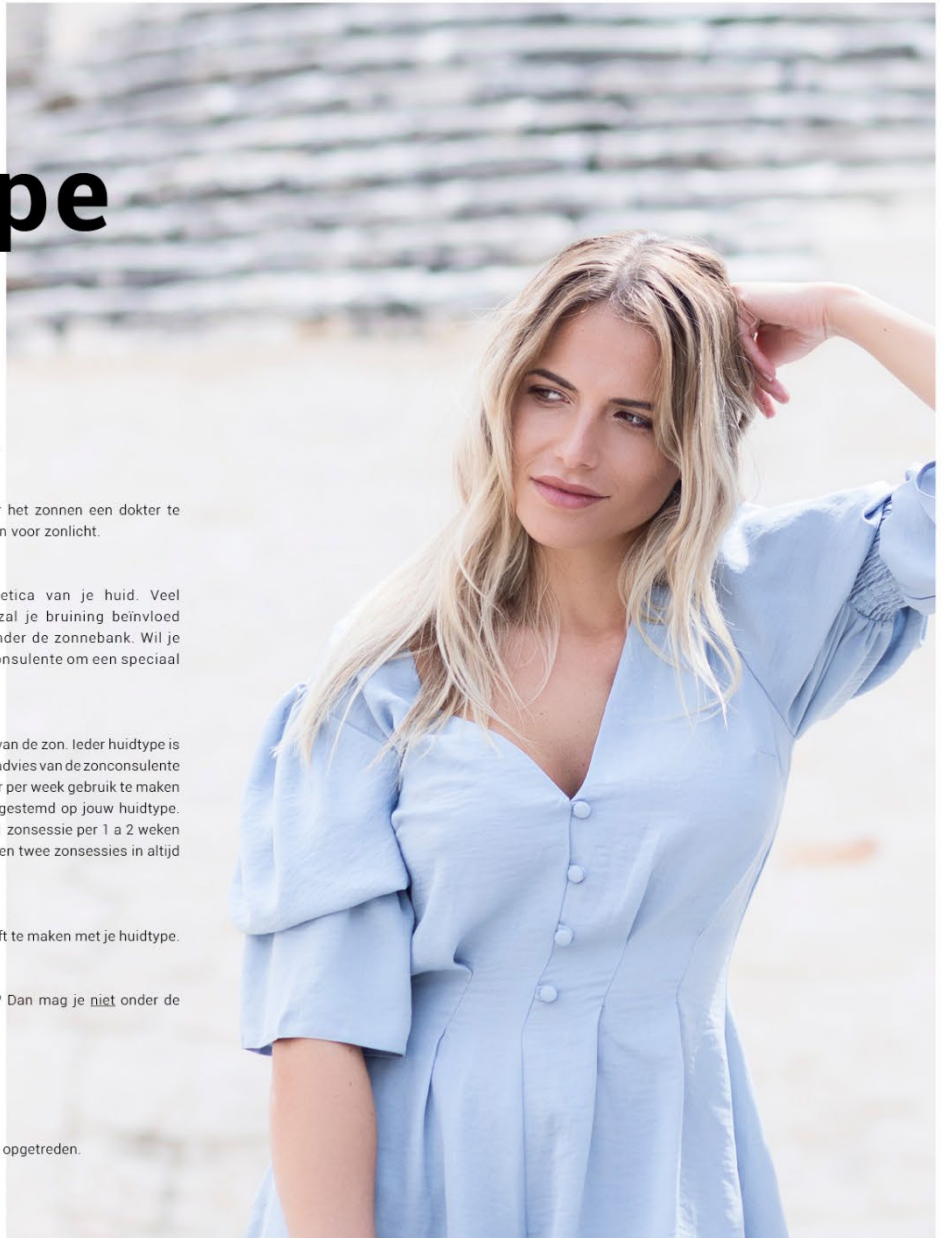 pe
het zonnen een dokter te
n voor zonlicht.
etica van je huid. Veel
zal je bruining beïnvloed
nder de zonnebank. Wil je
onsulente om een speciaal
van de zon. Ieder huidtype is
advies van de zonconsulente
r per week gebruik te maken
gestemd op jouw huidtype.
zonsessie per 1 a 2 weken
en twee zonsessies in altijd
ft te maken met je huidtype.
? Dan mag je niet onder de
opgetreden.